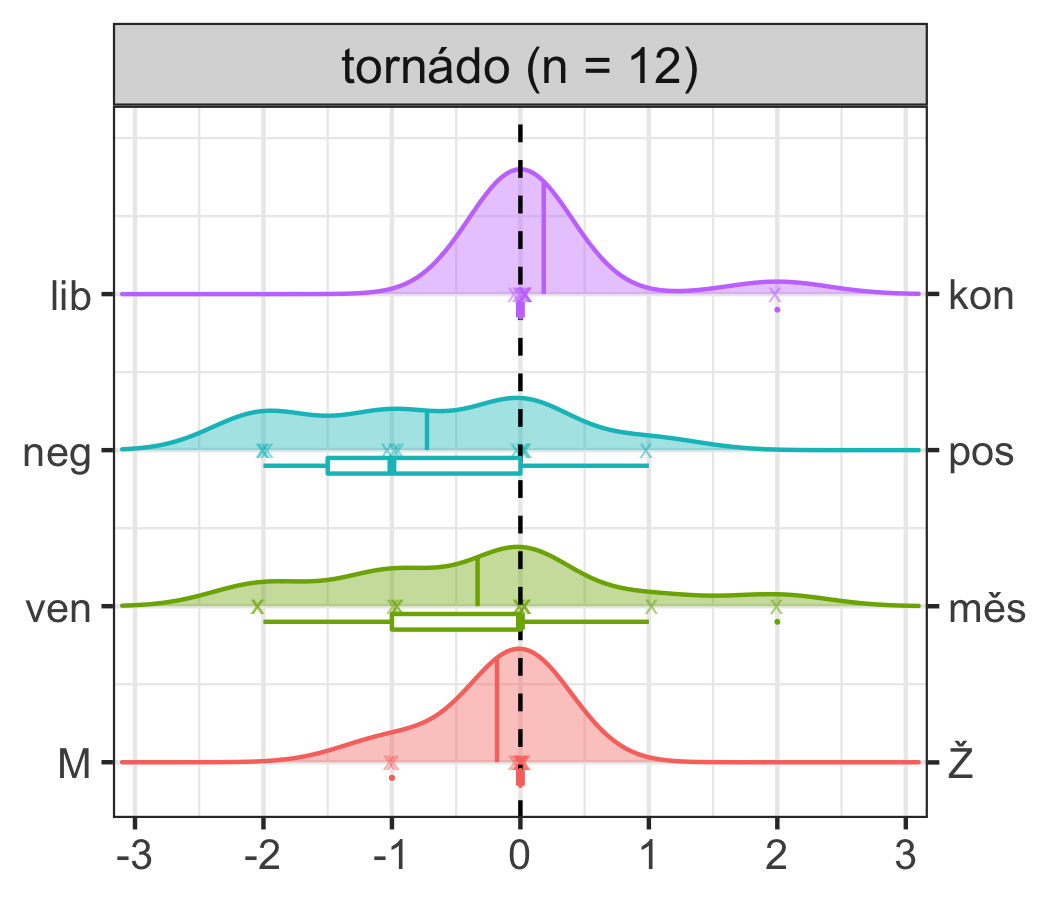 tornádo (n = 12)
lib kon
neg pos
ven měs
M Ž
-3 -2 -1 0 1 2 3